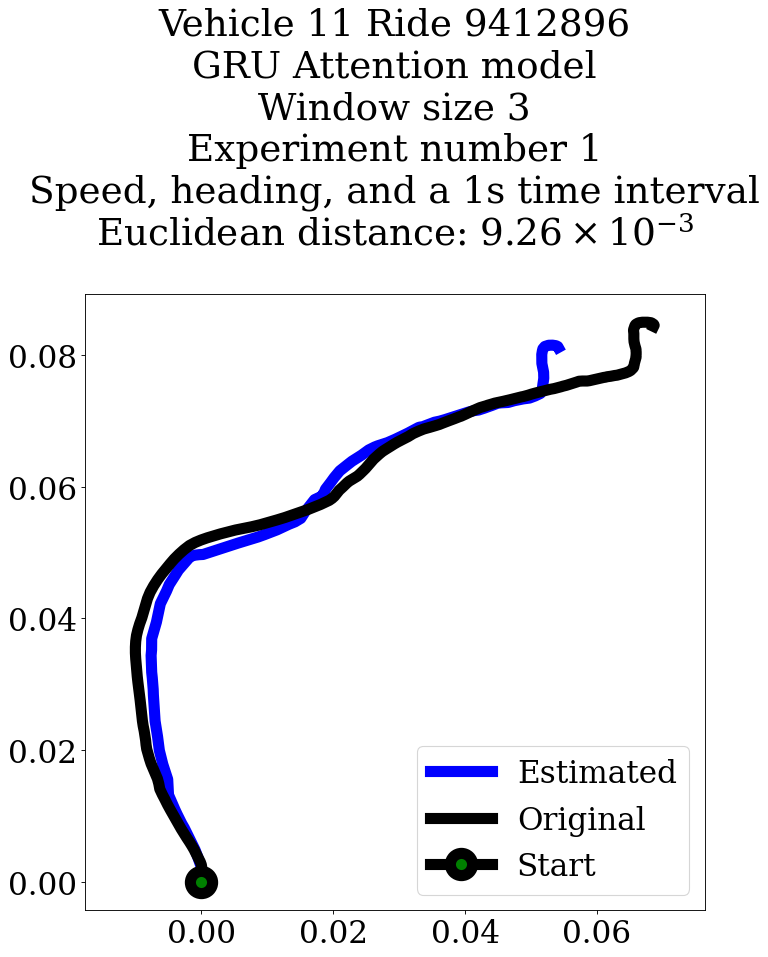 Vehicle 11 Ride 9412896
GRU Attention model
Window size 3
Experiment number 1
Speed, heading, and a 1s time interval
Euclidean distance: 9.26 × 10⁻³
0.08
0.06
0.04
0.02
0.00
0.00 0.02 0.04 0.06
Estimated
Original
Start